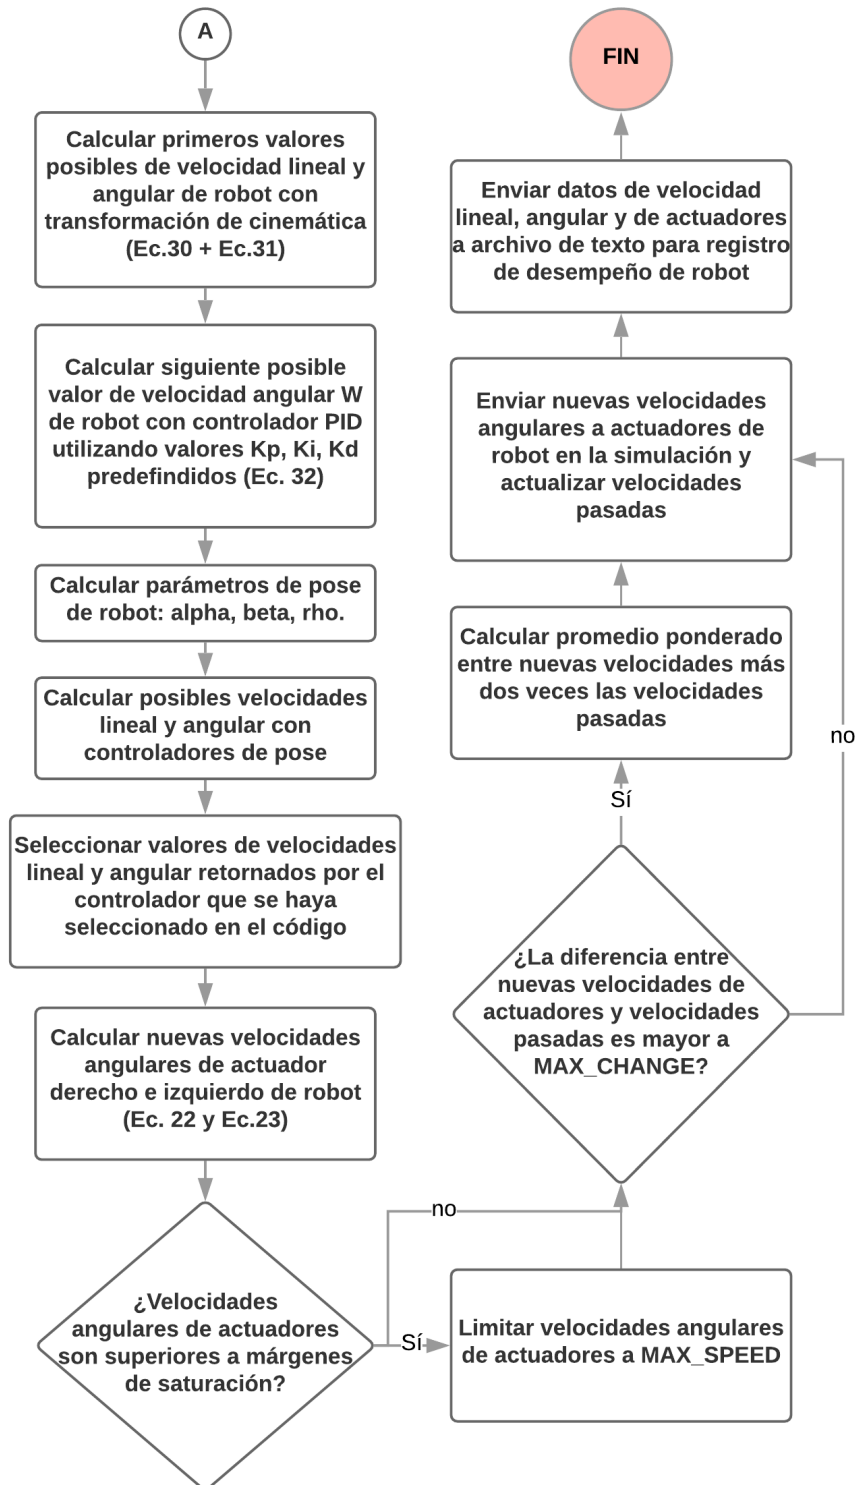 A
Calcular primeros valores
posibles de velocidad lineal y
angular de robot con
transformación de cinemática
(Ec.30 + Ec.31)
Calcular siguiente posible
valor de velocidad angular W
de robot con controlador PID
utilizando valores Kp, Ki, Kd
predefindidos (Ec. 32)
Calcular parámetros de pose
de robot: alpha, beta, rho.
Calcular posibles velocidades
lineal y angular con
controladores de pose
Seleccionar valores de velocidades
lineal y angular retornados por el
controlador que se haya
seleccionado en el código
Calcular nuevas velocidades
angulares de actuador
derecho e izquierdo de robot
(Ec. 22 y Ec.23)
¿Velocidades
angulares de actuadores
son superiores a márgenes
de saturación?
no
Sí
Limitar velocidades angulares
de actuadores a MAX_SPEED
¿La diferencia entre
nuevas velocidades de
actuadores y velocidades
pasadas es mayor a
MAX_CHANGE?
no
Sí
Calcular promedio ponderado
entre nuevas velocidades más
dos veces las velocidades
pasadas
Enviar nuevas velocidades
angulares a actuadores de
robot en la simulación y
actualizar velocidades
pasadas
Enviar datos de velocidad
lineal, angular y de actuadores
a archivo de texto para registro
de desempeño de robot
FIN